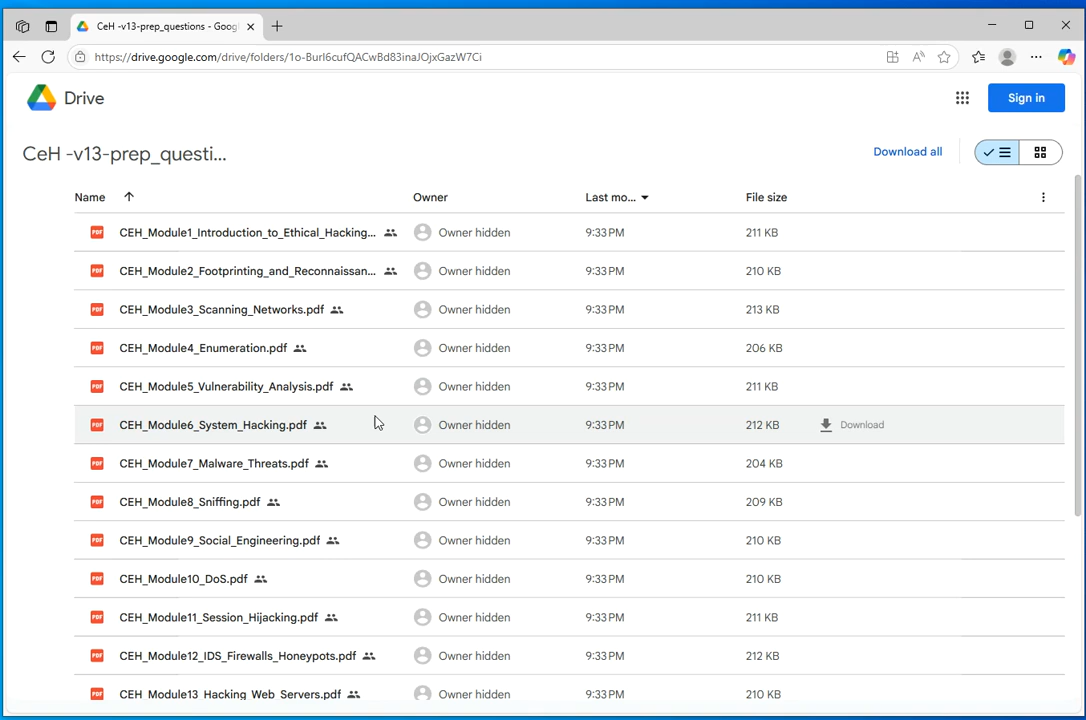 CeH -v13-prep_questions - Googl
https://drive.google.com/drive/folders/1o-Burl6cufQACwBd83inaJOjxGazW7Ci
Drive
Sign in
CeH -v13-prep_questi...
Download all
Name Owner Last mo... File size
CEH_Module1_Introduction_to_Ethical_Hacking... Owner hidden 9:33 PM 211 KB
CEH_Module2_Footprinting_and_Reconnaissan... Owner hidden 9:33 PM 210 KB
CEH_Module3_Scanning_Networks.pdf Owner hidden 9:33 PM 213 KB
CEH_Module4_Enumeration.pdf Owner hidden 9:33 PM 206 KB
CEH_Module5_Vulnerability_Analysis.pdf Owner hidden 9:33 PM 211 KB
CEH_Module6_System_Hacking.pdf Owner hidden 9:33 PM 212 KB Download
CEH_Module7_Malware_Threats.pdf Owner hidden 9:33 PM 204 KB
CEH_Module8_Sniffing.pdf Owner hidden 9:33 PM 209 KB
CEH_Module9_Social_Engineering.pdf Owner hidden 9:33 PM 210 KB
CEH_Module10_DoS.pdf Owner hidden 9:33 PM 210 KB
CEH_Module11_Session_Hijacking.pdf Owner hidden 9:33 PM 211 KB
CEH_Module12_IDS_Firewalls_Honeypots.pdf Owner hidden 9:33 PM 212 KB
CEH_Module13_Hacking_Web_Servers.pdf Owner hidden 9:33 PM 210 KB